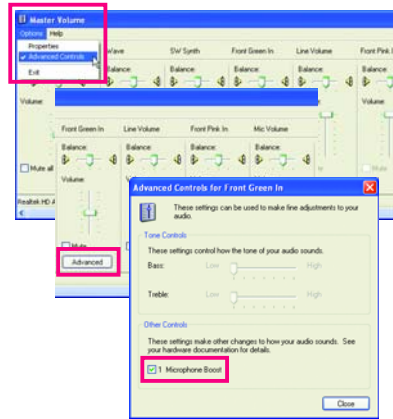 Master Volume
Options Help
Properties
Advanced Controls
Exit
Wave SW Synth Front Green In Line Volume Front Pink I
Balance: Balance: Balance: Balance: Balance:
Volume: Volume:
Mute all Mute
Realtek HD A
Front Green In Line Volume Front Pink In Mic Volume
Balance: Balance: Balance: Balance:
Volume:
Mute
Advanced
Advanced Controls for Front Green In
These settings can be used to make fine adjustments to your
audio.
Tone Controls
These settings control how the tone of your audio sounds.
Bass: Low High
Treble: Low High
Other Controls
These settings make other changes to how your audio sounds. See
your hardware documentation for details.
1 Microphone Boost
Close